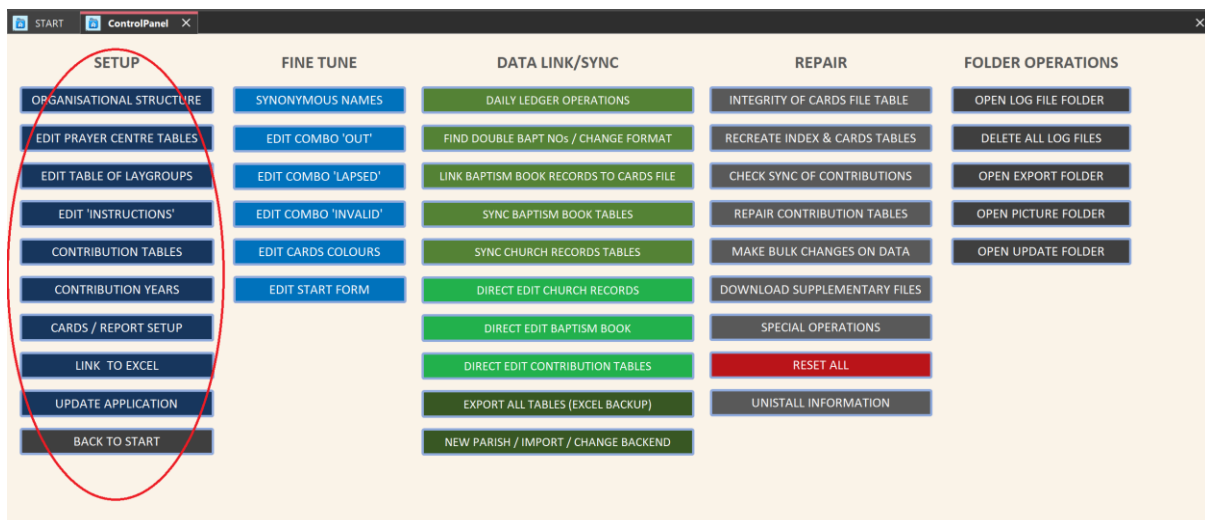 START
ControlPanel
SETUP
ORGANISATIONAL STRUCTURE
EDIT PRAYER CENTRE TABLES
EDIT TABLE OF LAYGROUPS
EDIT 'INSTRUCTIONS'
CONTRIBUTION TABLES
CONTRIBUTION YEARS
CARDS / REPORT SETUP
LINK TO EXCEL
UPDATE APPLICATION
BACK TO START
FINE TUNE
SYNONYMOUS NAMES
EDIT COMBO 'OUT'
EDIT COMBO 'LAPSED'
EDIT COMBO 'INVALID'
EDIT CARDS COLOURS
EDIT START FORM
DATA LINK/SYNC
DAILY LEDGER OPERATIONS
FIND DOUBLE BAPT NOs / CHANGE FORMAT
LINK BAPTISM BOOK RECORDS TO CARDS FILE
SYNC BAPTISM BOOK TABLES
SYNC CHURCH RECORDS TABLES
DIRECT EDIT CHURCH RECORDS
DIRECT EDIT BAPTISM BOOK
DIRECT EDIT CONTRIBUTION TABLES
EXPORT ALL TABLES (EXCEL BACKUP)
NEW PARISH / IMPORT / CHANGE BACKEND
REPAIR
INTEGRITY OF CARDS FILE TABLE
RECREATE INDEX & CARDS TABLES
CHECK SYNC OF CONTRIBUTIONS
REPAIR CONTRIBUTION TABLES
MAKE BULK CHANGES ON DATA
DOWNLOAD SUPPLEMENTARY FILES
SPECIAL OPERATIONS
RESET ALL
UNISTALL INFORMATION
FOLDER OPERATIONS
OPEN LOG FILE FOLDER
DELETE ALL LOG FILES
OPEN EXPORT FOLDER
OPEN PICTURE FOLDER
OPEN UPDATE FOLDER